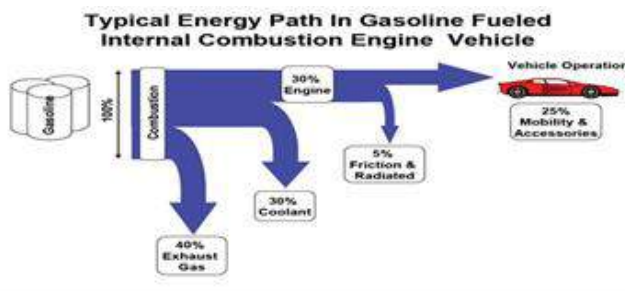 Typical Energy Path In Gasoline Fueled
Internal Combustion Engine Vehicle
Gasoline
100%
Combustion
30%
Engine
Vehicle Operation
25%
Mobility &
Accessories
5%
Friction &
Radiated
30%
Coolant
40%
Exhaust
Gas